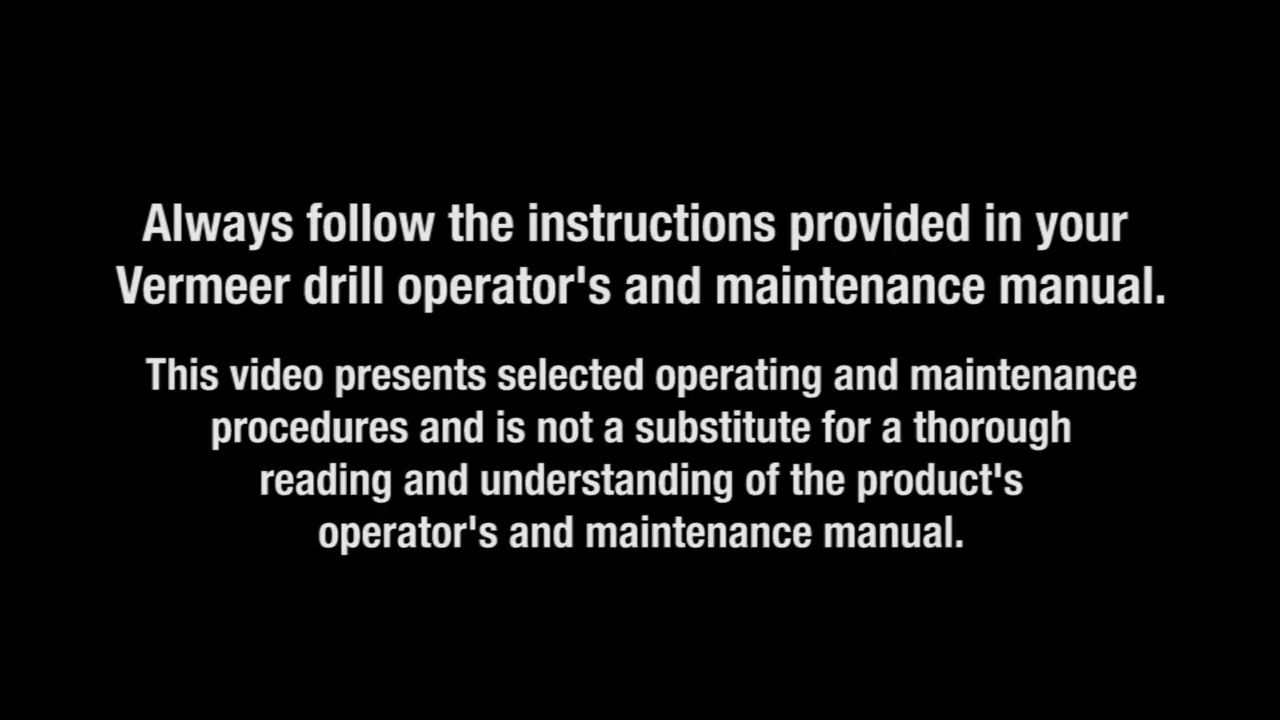 Always follow the instructions provided in your
Vermeer drill operator's and maintenance manual.
This video presents selected operating and maintenance
procedures and is not a substitute for a thorough
reading and understanding of the product's
operator's and maintenance manual.